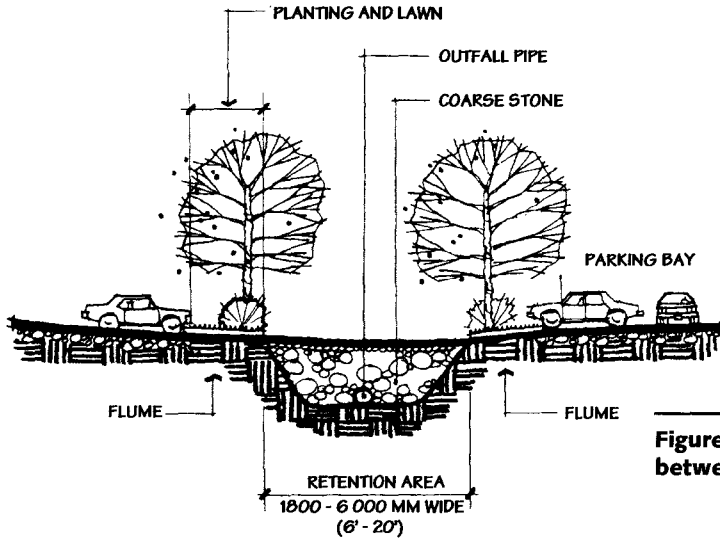 PLANTING AND LAWN
OUTFALL PIPE
COARSE STONE
PARKING BAY
FLUME
FLUME
RETENTION AREA
1800 - 6 000 MM WIDE
(6' - 20')
Figure
betwe